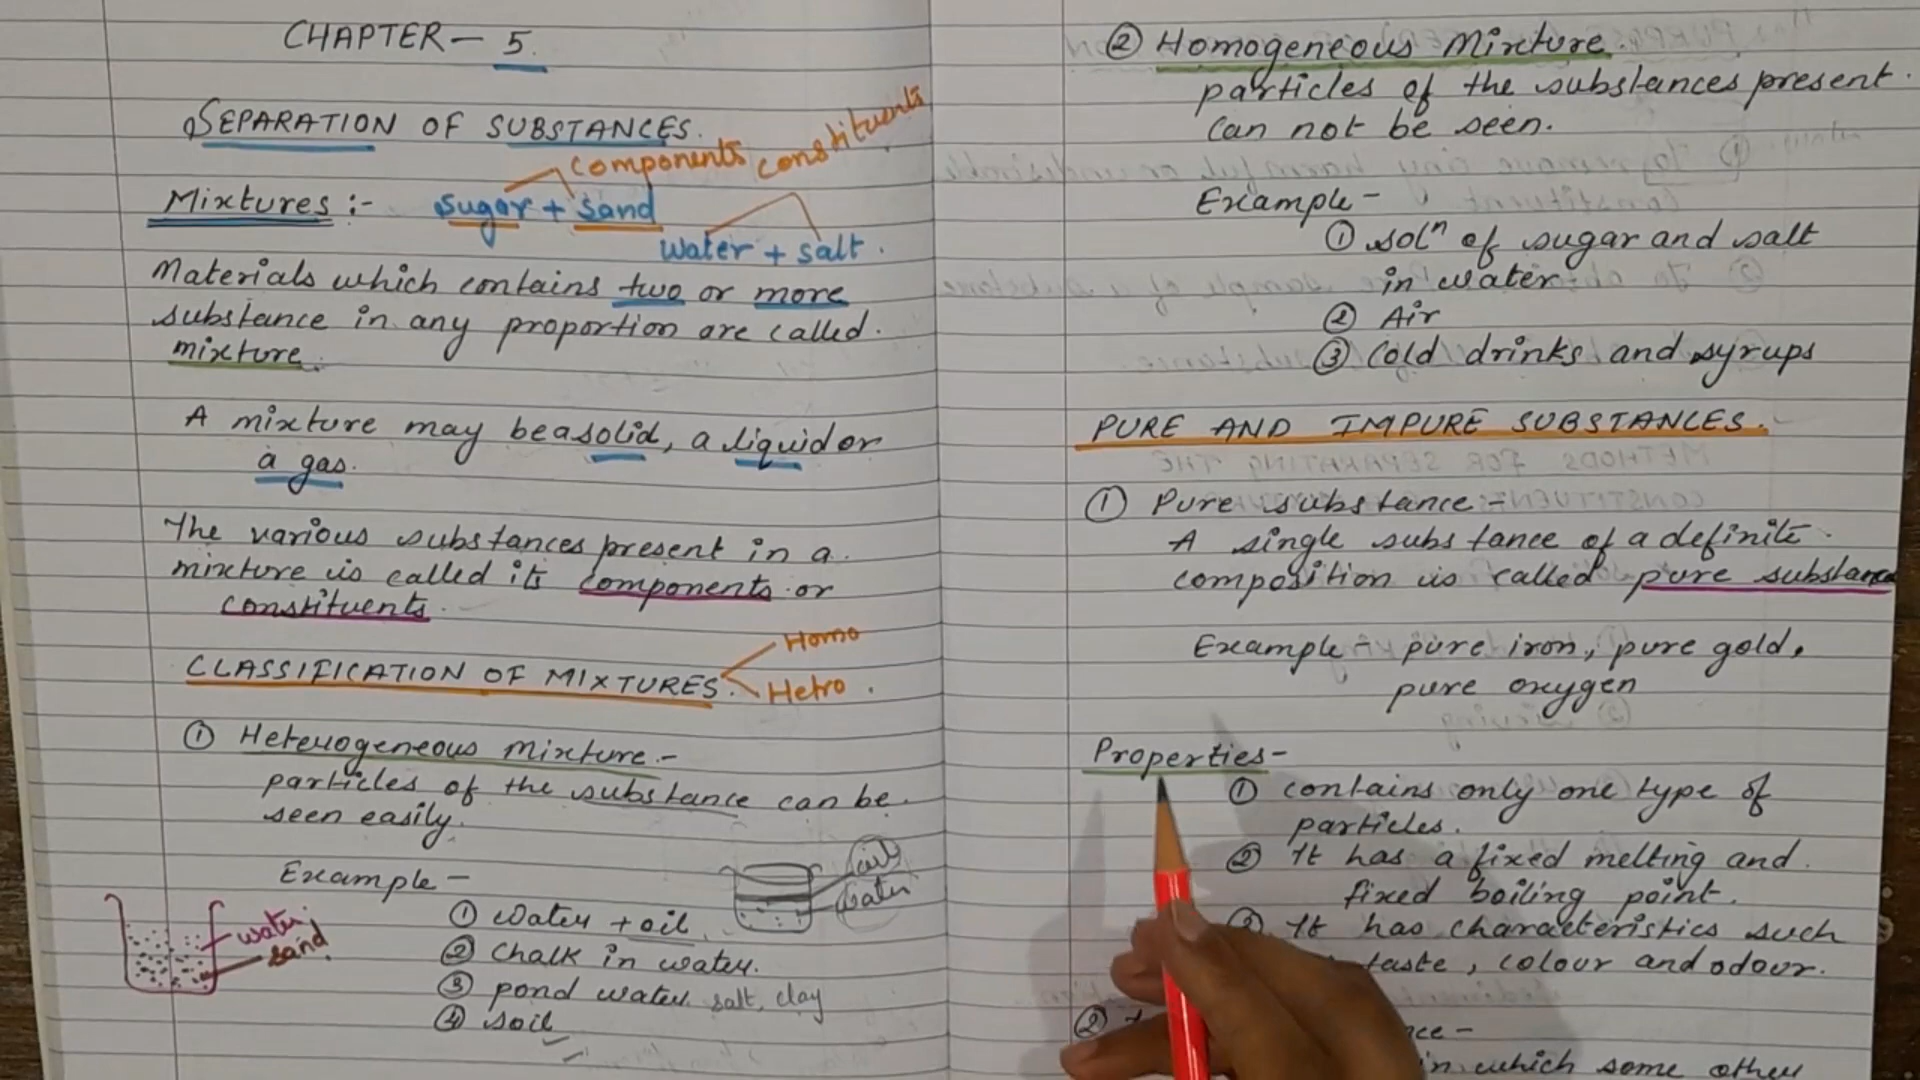 CHAPTER - 5.
SEPARATION OF SUBSTANCES.
components constituents
Mixtures :- Sugar + Sand
water + salt.
Materials which contains two or more
substance in any proportion are called.
mixture.
A mixture may be a solid, a liquid or
a gas.
The various substances present in a.
mixture is called its components or
constituents.
Homo
CLASSIFICATION OF MIXTURES.
Hetro.
① Heterogeneous mixture.-
particles of the substance can be.
seen easily.
Example -
① water + oil.
② Chalk in water.
③ pond water salt, clay
④ soil
oil
water
water
sand
② Homogeneous Mixture.
particles of the substances present.
can not be seen.
Example -
① solⁿ of sugar and salt
in water
② Air
③ Cold drinks and syrups
PURE AND IMPURE SUBSTANCES.
① Pure substance :-
A single substance of a definite.
composition is called pure substance
Example - pure iron, pure gold,
pure oxygen
Properties-
① contains only one type of
particles.
② It has a fixed melting and.
fixed boiling point.
③ It has characteristics such
taste, colour and odour.
②
in which some other